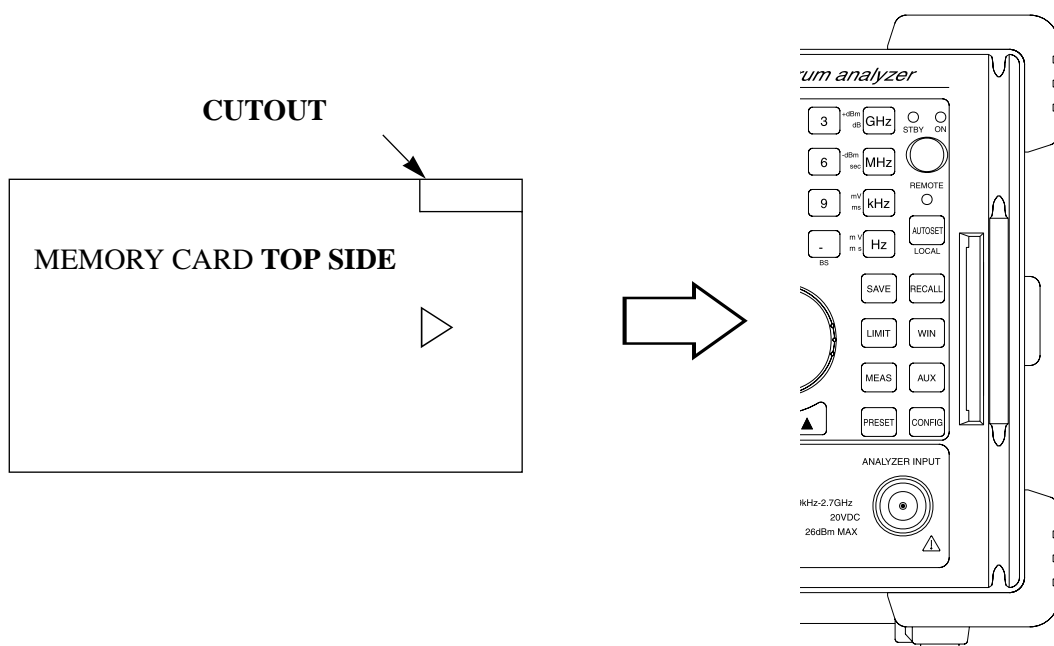 CUTOUT
MEMORY CARD TOP SIDE
um analyzer
3 +dBm dB GHz
STBY ON
6 -dBm sec MHz
REMOTE
9 mV ms kHz
AUTOSET
LOCAL
- m V m s Hz
BS
SAVE RECALL
LIMIT WIN
MEAS AUX
▲ PRESET CONFIG
ANALYZER INPUT
kHz-2.7GHz
20VDC
26dBm MAX